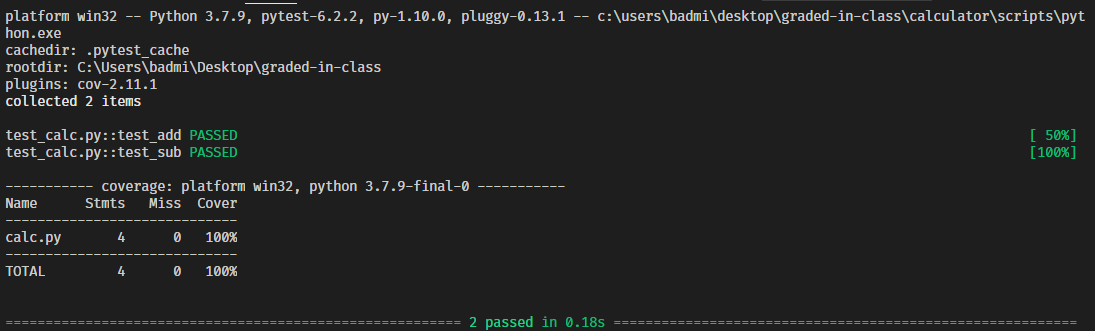 platform win32 -- Python 3.7.9, pytest-6.2.2, py-1.10.0, pluggy-0.13.1 -- c:\users\badmi\desktop\graded-in-class\calculator\scripts\pyt
hon.exe
cachedir: .pytest_cache
rootdir: C:\Users\badmi\Desktop\graded-in-class
plugins: cov-2.11.1
collected 2 items
test_calc.py::test_add PASSED [ 50%]
test_calc.py::test_sub PASSED [100%]
----------- coverage: platform win32, python 3.7.9-final-0 -----------
Name      Stmts   Miss  Cover
-----------------------------
calc.py       4      0   100%
-----------------------------
TOTAL         4      0   100%
========================================================= 2 passed in 0.18s ==========================================================